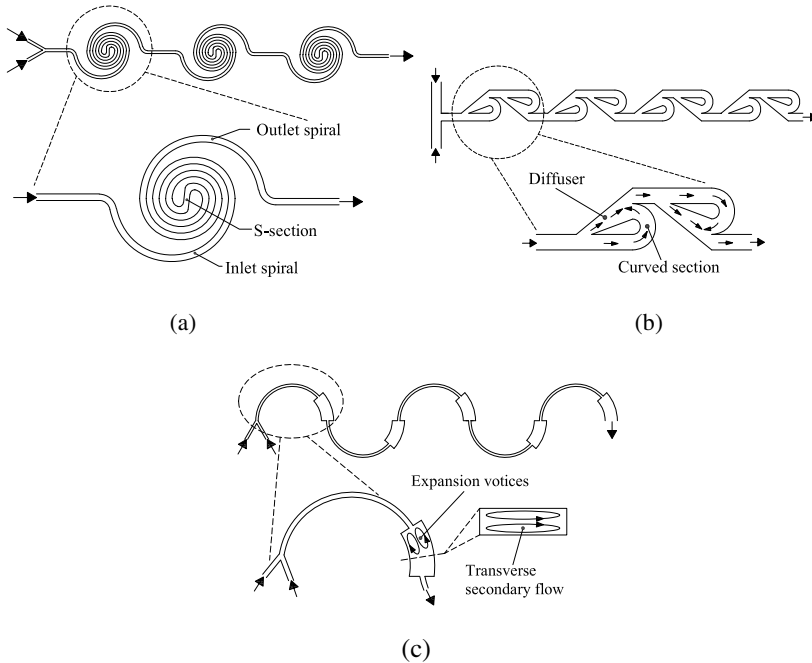 Outlet spiral
S-section
Inlet spiral
(a)
Diffuser
Curved section
(b)
Expansion votices
Transverse
secondary flow
(c)